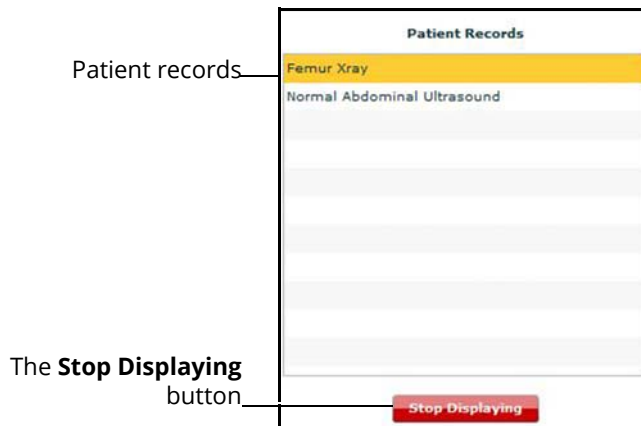 Patient Records
Patient records
Femur Xray
Normal Abdominal Ultrasound
The Stop Displaying
button
Stop Displaying